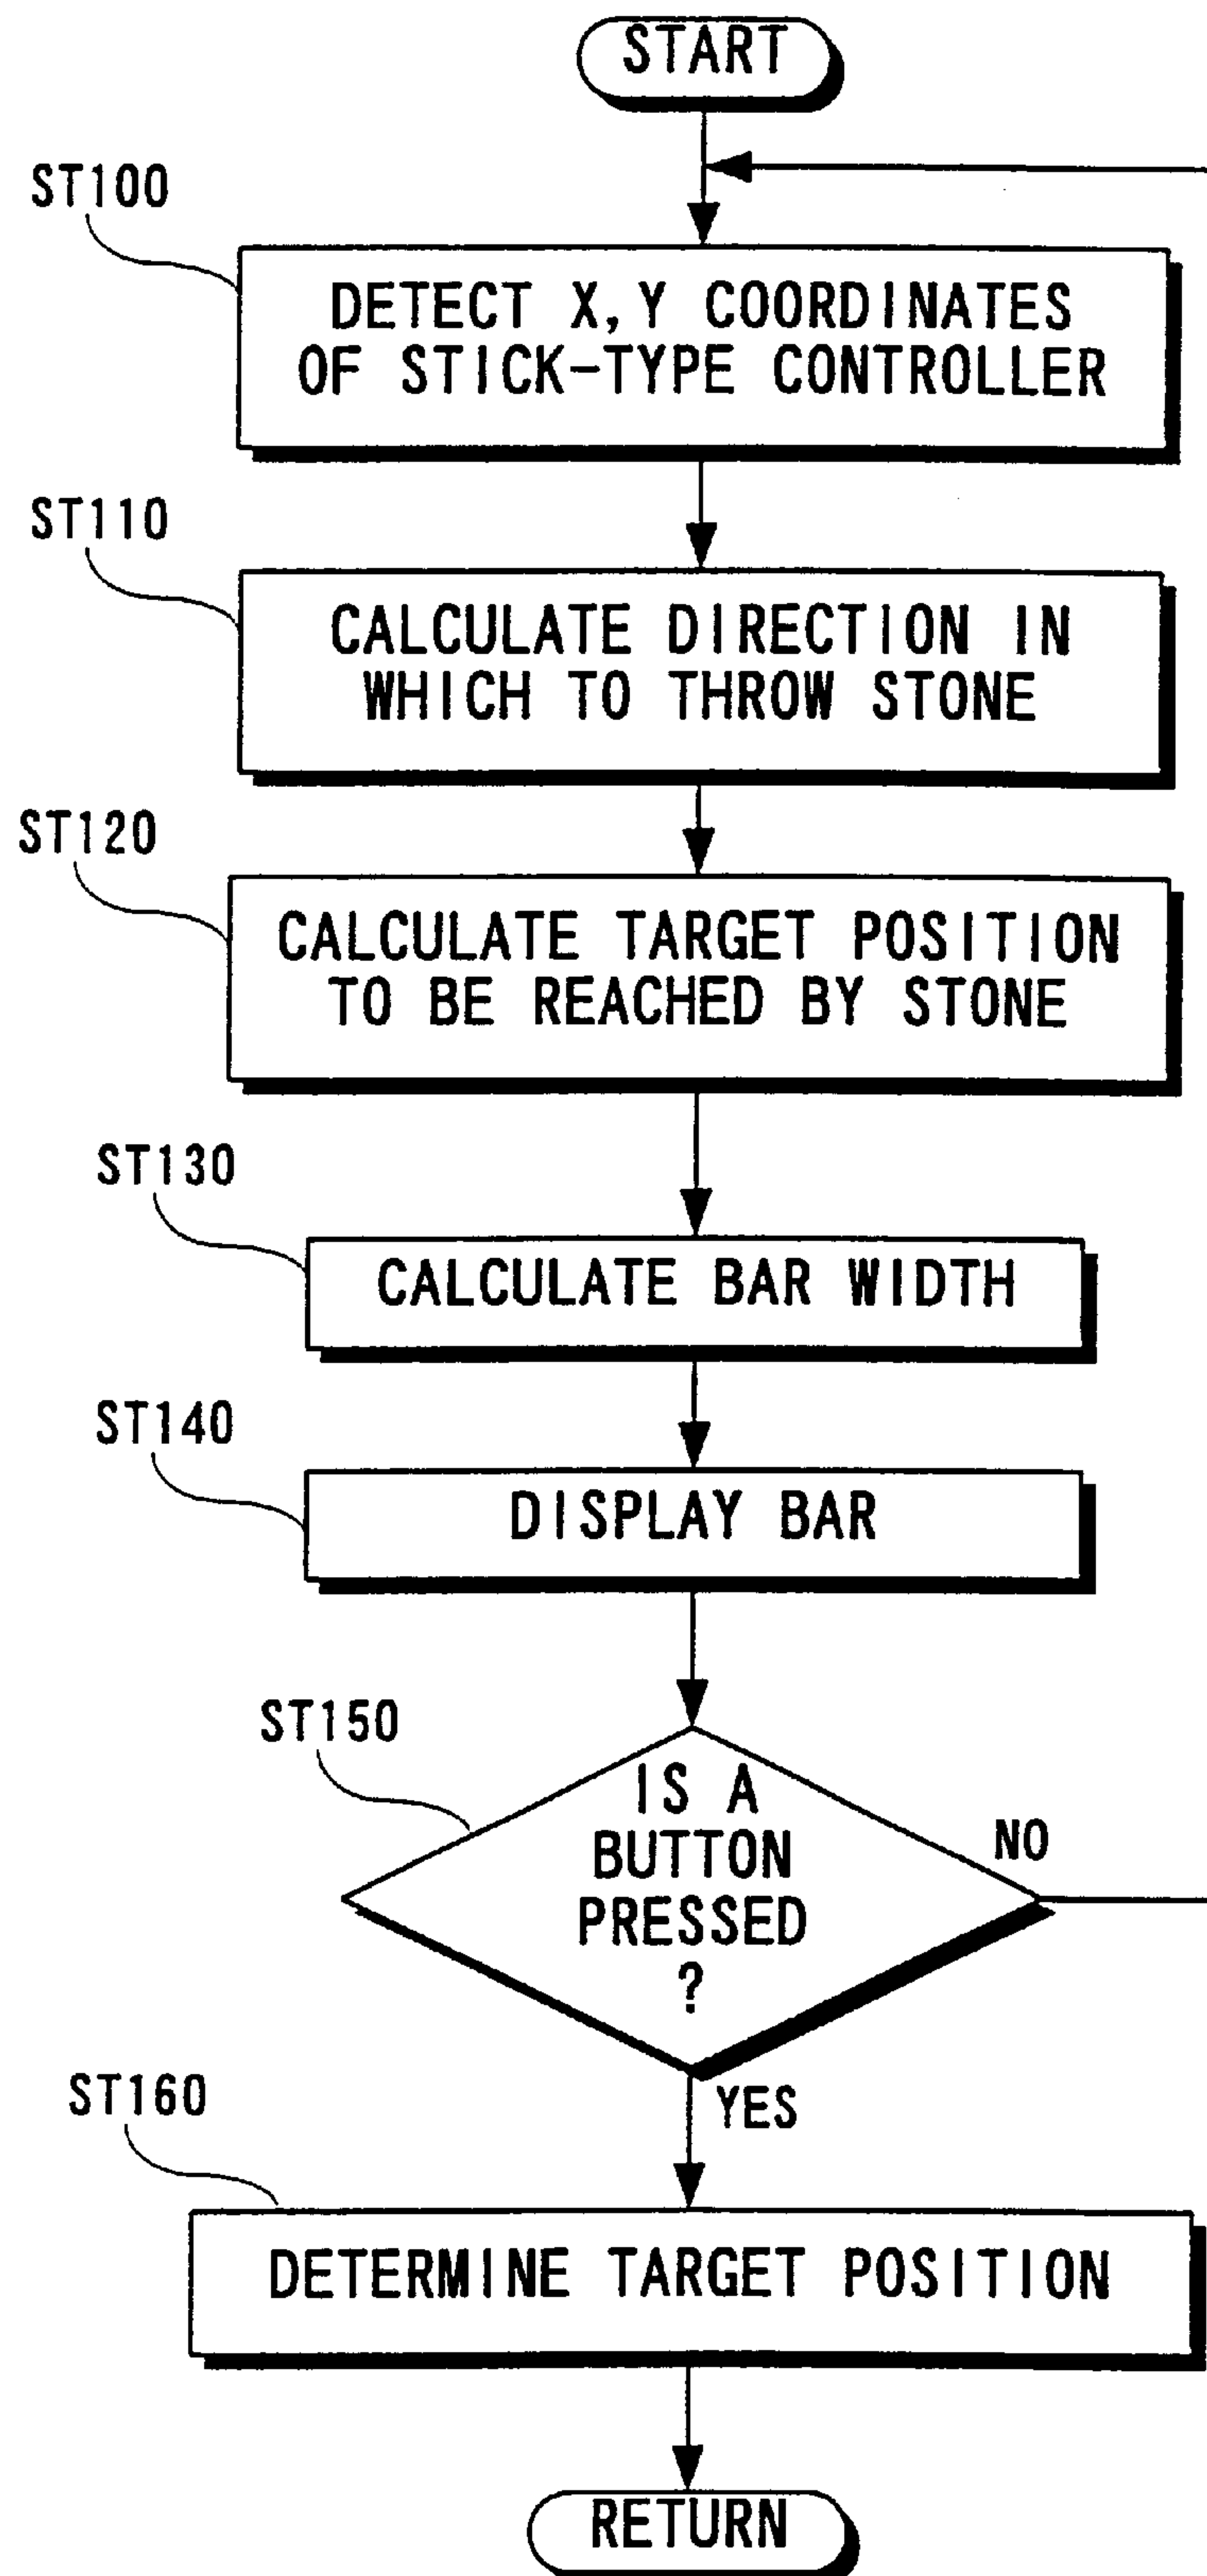 START
ST100
DETECT X,Y COORDINATES
OF STICK-TYPE CONTROLLER
ST110
CALCULATE DIRECTION IN
WHICH TO THROW STONE
ST120
CALCULATE TARGET POSITION
TO BE REACHED BY STONE
ST130
CALCULATE BAR WIDTH
ST140
DISPLAY BAR
ST150
IS A
BUTTON
PRESSED
?
NO
YES
ST160
DETERMINE TARGET POSITION
RETURN